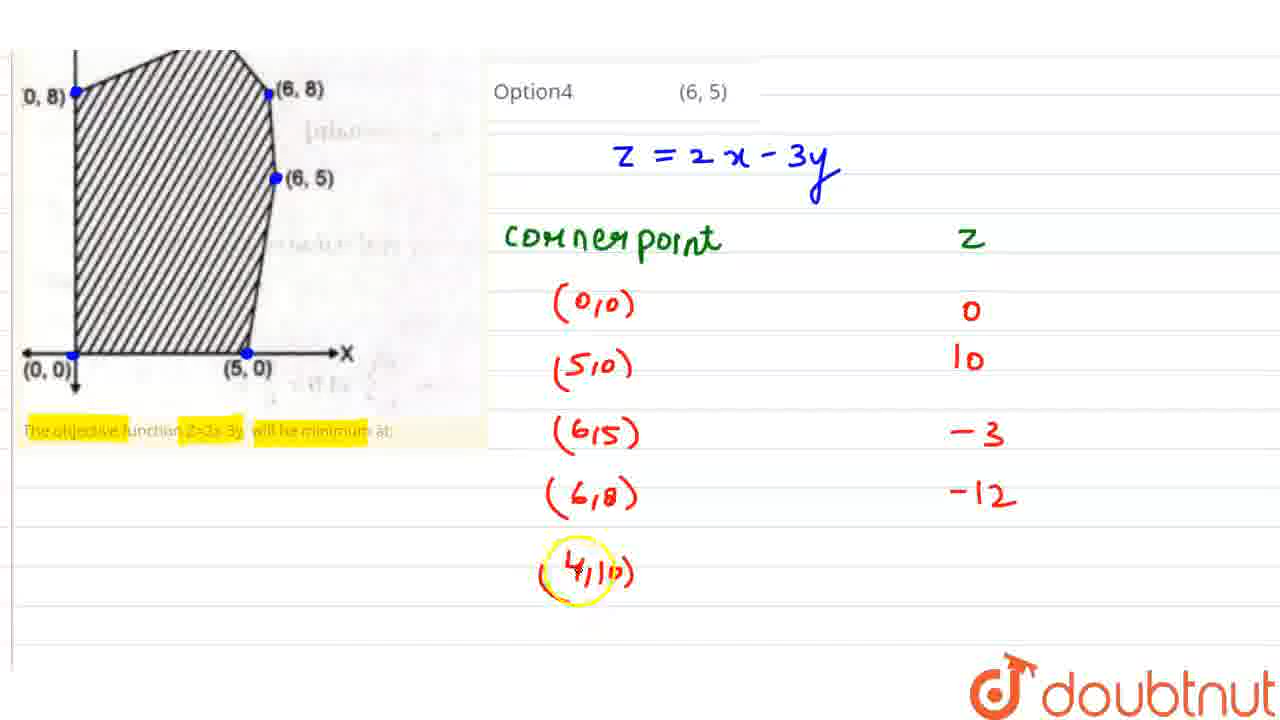 0, 8)
(6, 8)
(6, 5)
X
(0, 0)
(5, 0)
The objective function Z=2x-3y will be minimum at:
Option4 (6, 5)
z = 2x-3y
corner point z
(0,0) 0
(5,0) 10
(6,5) -3
(6,8) -12
(4,10)
doubtnut